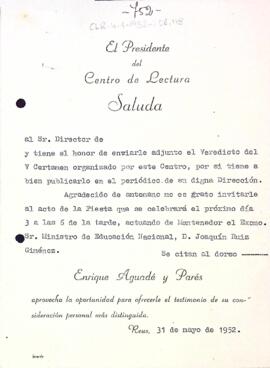 -752-
El Presidente
del
Centro de Lectura
Saluda
al Sr. Director de
y tiene el honor de enviarle adjunto el Veredicto del
V Certamen organizado por este Centro, por si tiene a
bien publicarlo en el periódico de su digna Dirección.
Agradecido de antemano me es grato invitarle
al acto de la Fiesta que se celebrará el próximo día
3 a las 6 de la tarde, actuando de Mantenedor el Excmo.
Sr. Ministro de Educación Nacional, D. Joaquín Ruiz
Giménez.
Se citan al dorso
Enrique Aguadé y Parés
aprovecha la oportunidad para ofrecerle el testimonio de su con-
sideración personal más distinguida.
Reus, 31 de mayo de 1952.